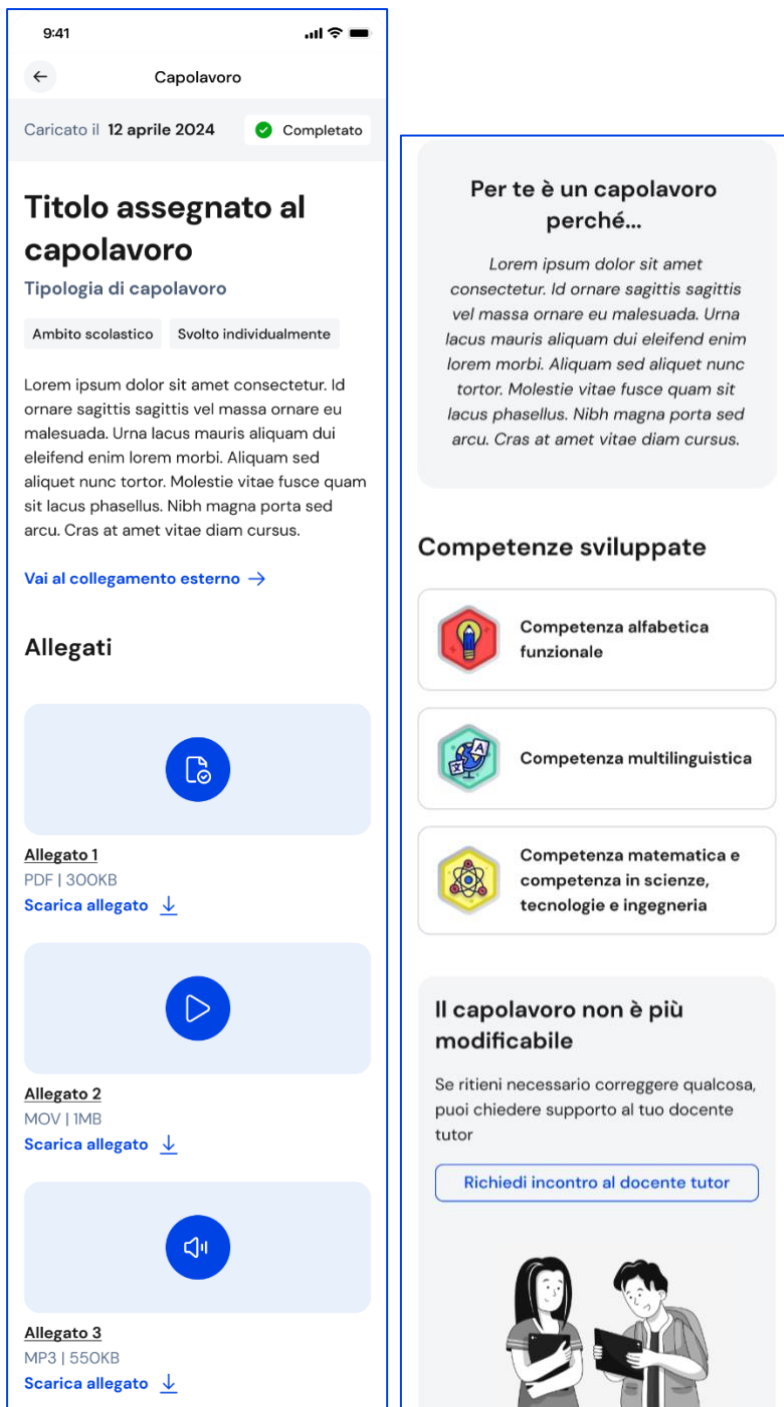 9:41
Capolavoro
Caricato il 12 aprile 2024
Completato
Titolo assegnato al
capolavoro
Tipologia di capolavoro
Ambito scolastico
Svolto individualmente
Lorem ipsum dolor sit amet consectetur. Id
ornare sagittis sagittis vel massa ornare eu
malesuada. Urna lacus mauris aliquam dui
eleifend enim lorem morbi. Aliquam sed
aliquet nunc tortor. Molestie vitae fusce quam
sit lacus phasellus. Nibh magna porta sed
arcu. Cras at amet vitae diam cursus.
Vai al collegamento esterno
Allegati
Allegato 1
PDF | 300KB
Scarica allegato
Allegato 2
MOV | 1MB
Scarica allegato
Allegato 3
MP3 | 550KB
Scarica allegato
Per te è un capolavoro
perché...
Lorem ipsum dolor sit amet
consectetur. Id ornare sagittis sagittis
vel massa ornare eu malesuada. Urna
lacus mauris aliquam dui eleifend enim
lorem morbi. Aliquam sed aliquet nunc
tortor. Molestie vitae fusce quam sit
lacus phasellus. Nibh magna porta sed
arcu. Cras at amet vitae diam cursus.
Competenze sviluppate
Competenza alfabetica
funzionale
A
文
Competenza multilinguistica
Competenza matematica e
competenza in scienze,
tecnologie e ingegneria
Il capolavoro non è più
modificabile
Se ritieni necessario correggere qualcosa,
puoi chiedere supporto al tuo docente
tutor
Richiedi incontro al docente tutor